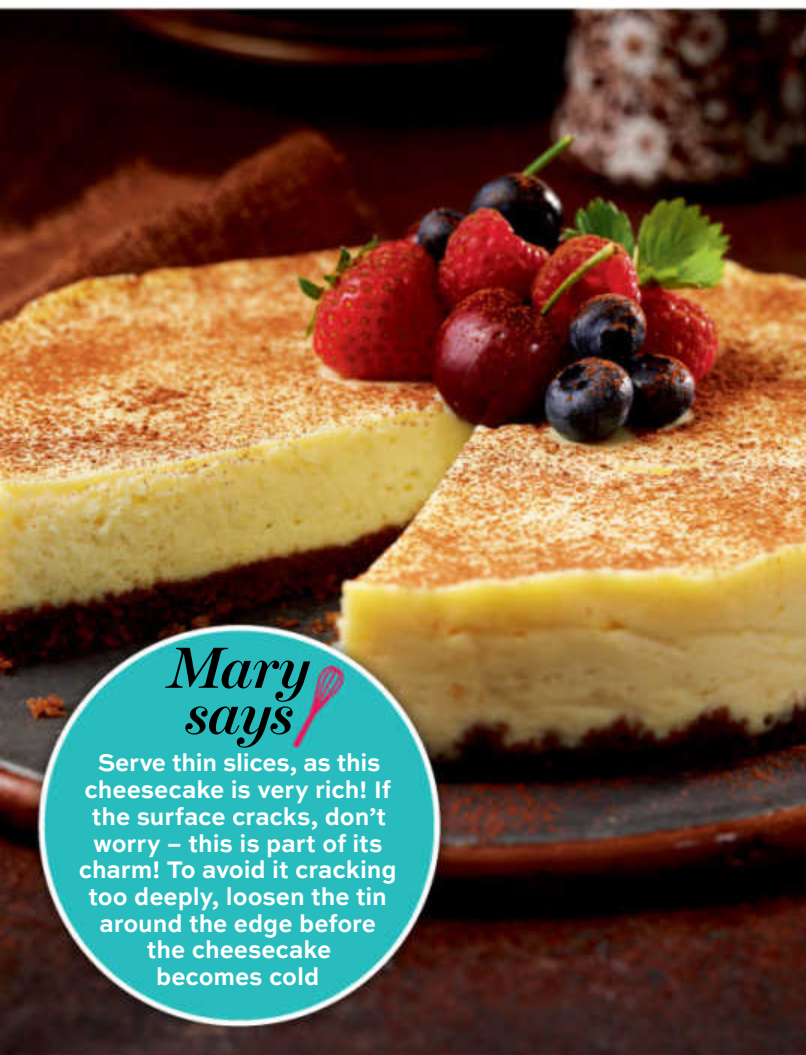 Mary
says
Serve thin slices, as this
cheesecake is very rich! If
the surface cracks, don’t
worry – this is part of its
charm! To avoid it cracking
too deeply, loosen the tin
around the edge before
the cheesecake
becomes cold